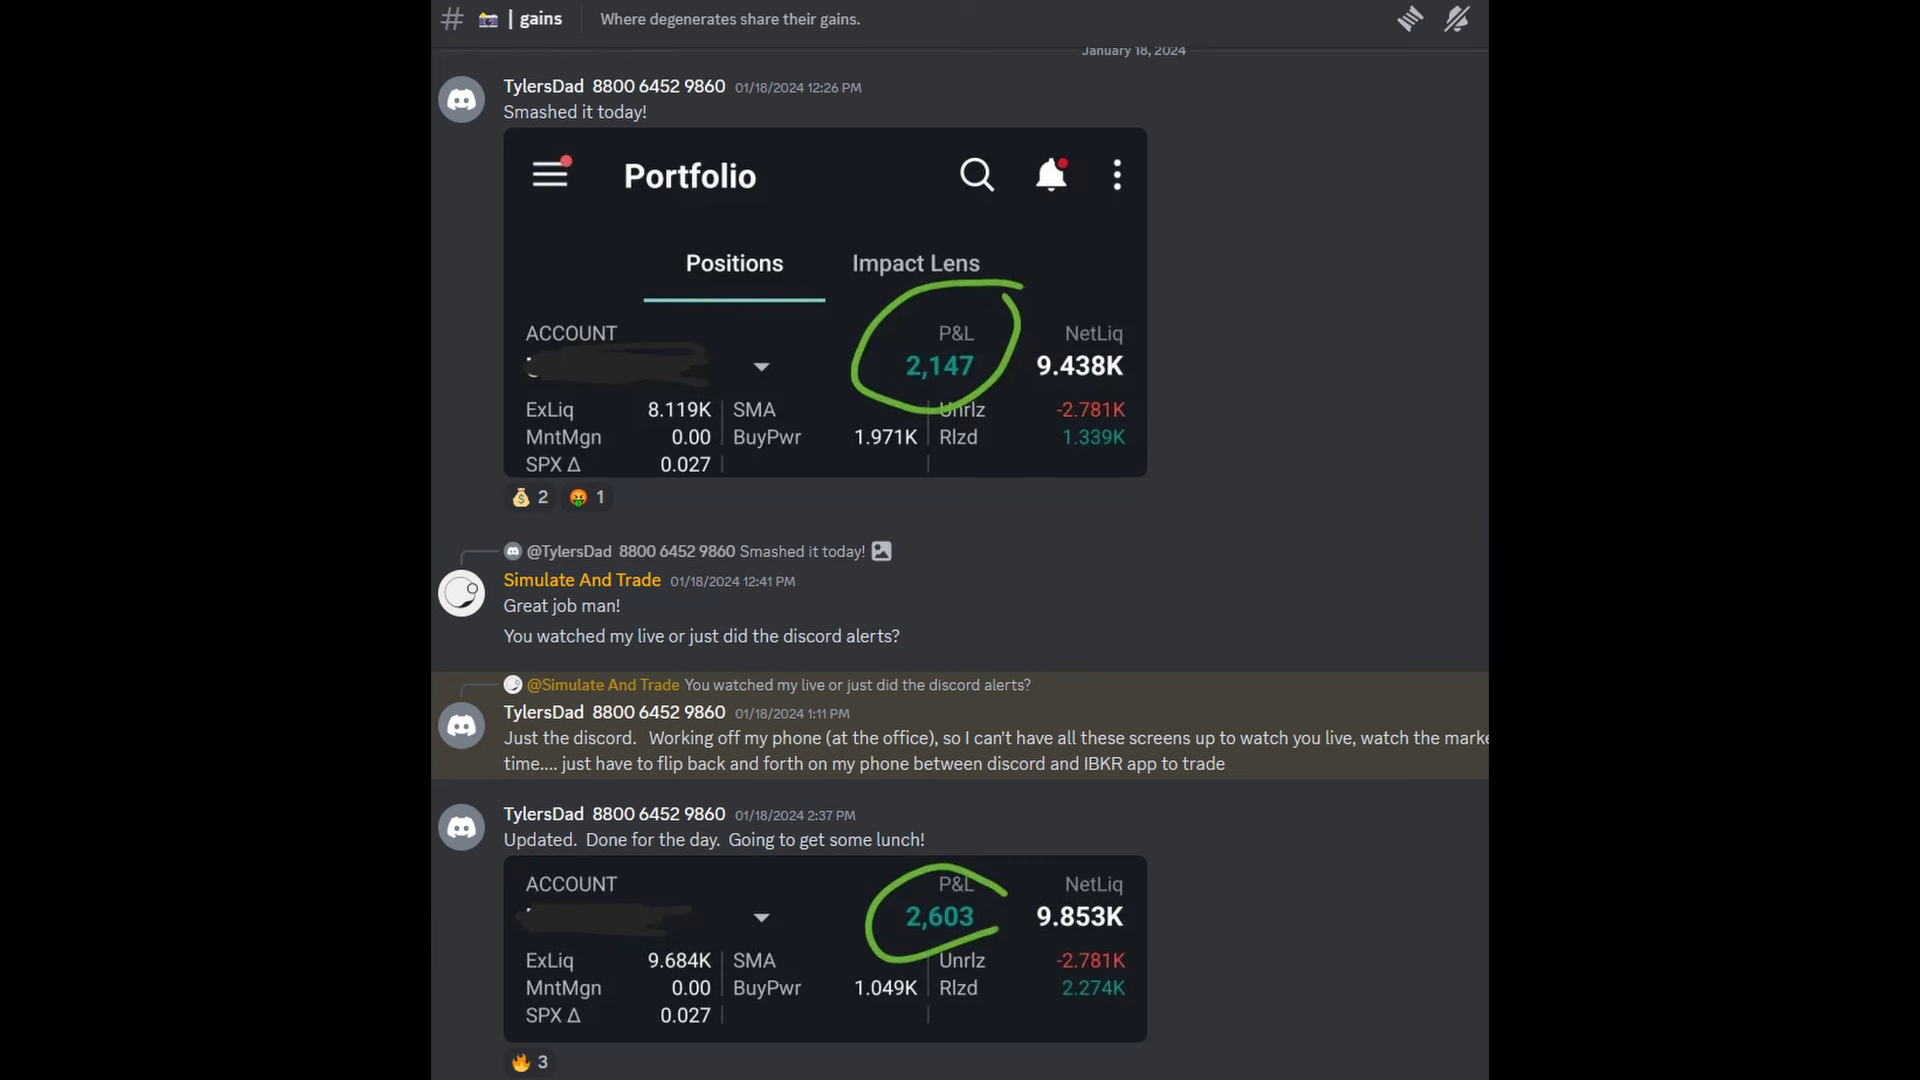 # | gains Where degenerates share their gains.
January 18, 2024
TylersDad 8800 6452 9860 01/18/2024 12:26 PM
Smashed it today!
Portfolio
Positions Impact Lens
ACCOUNT P&L NetLiq
2,147 9.438K
ExLiq 8.119K SMA Unrlz -2.781K
MntMgn 0.00 BuyPwr 1.971K Rlzd 1.339K
SPX Δ 0.027
2 1
@TylersDad 8800 6452 9860 Smashed it today!
Simulate And Trade 01/18/2024 12:41 PM
Great job man!
You watched my live or just did the discord alerts?
@Simulate And Trade You watched my live or just did the discord alerts?
TylersDad 8800 6452 9860 01/18/2024 1:11 PM
Just the discord. Working off my phone (at the office), so I can't have all these screens up to watch you live, watch the marke
time.... just have to flip back and forth on my phone between discord and IBKR app to trade
TylersDad 8800 6452 9860 01/18/2024 2:37 PM
Updated. Done for the day. Going to get some lunch!
ACCOUNT P&L NetLiq
2,603 9.853K
ExLiq 9.684K SMA Unrlz -2.781K
MntMgn 0.00 BuyPwr 1.049K Rlzd 2.274K
SPX Δ 0.027
3